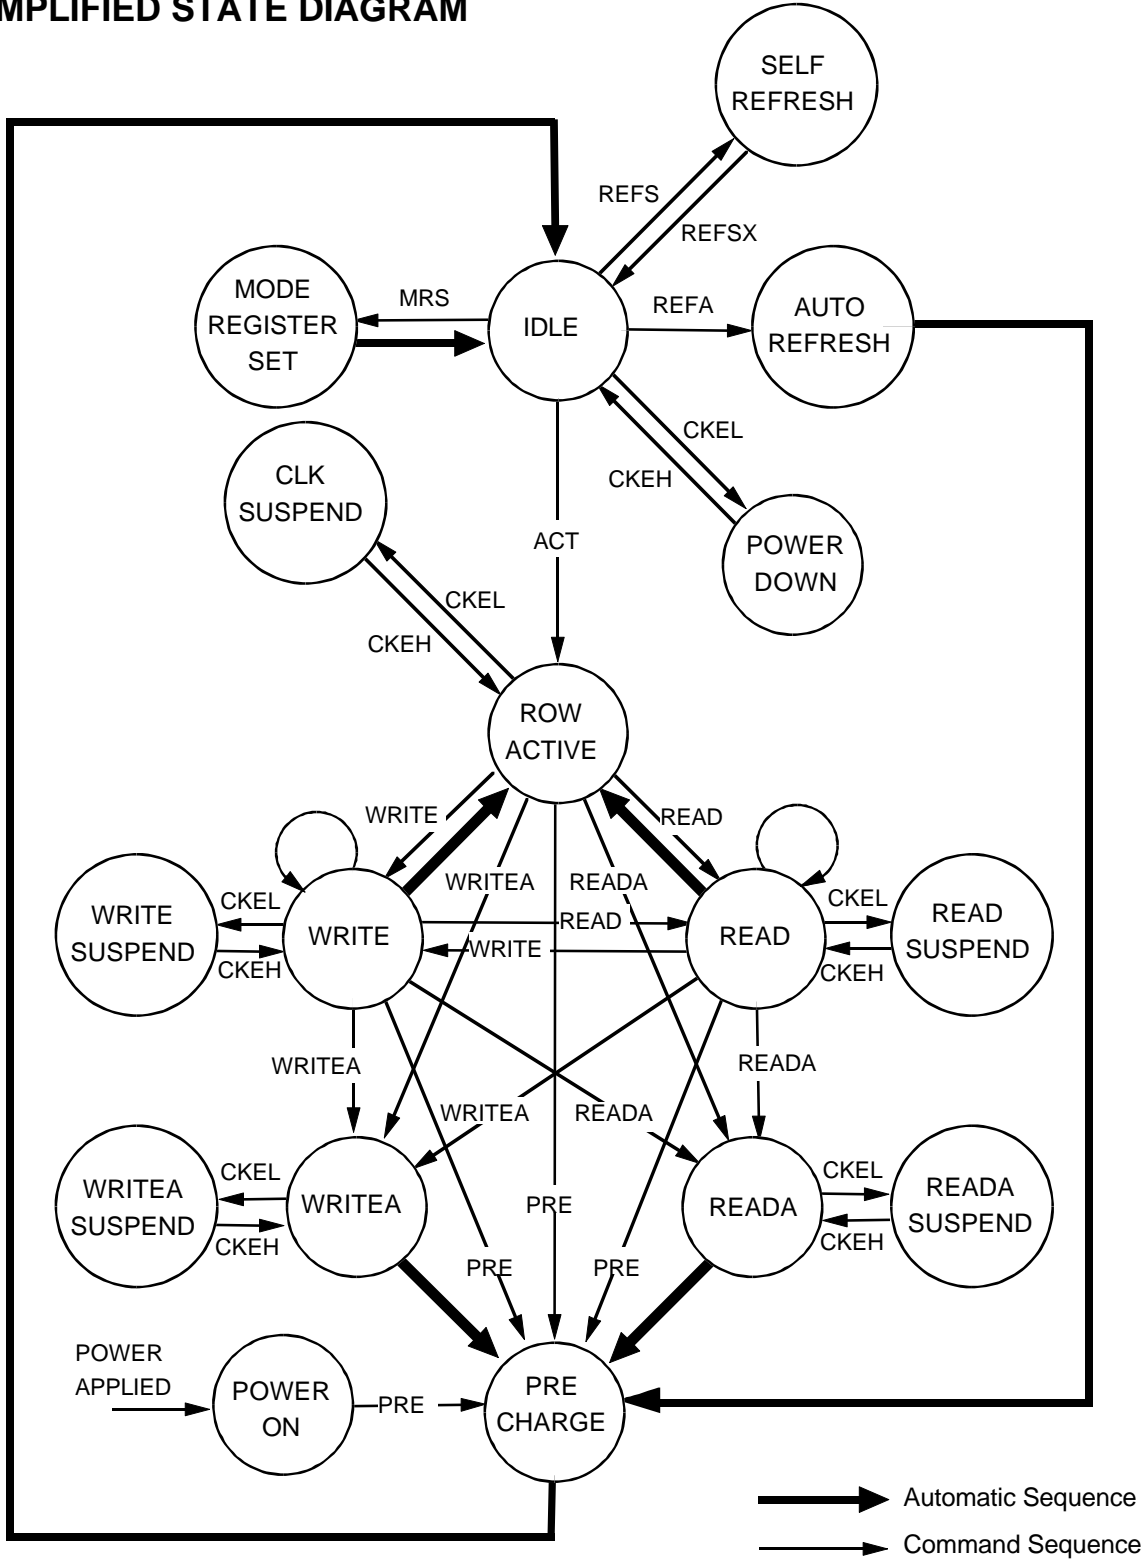 MPLIFIED STATE DIAGRAM
SELF
REFRESH
REFS
REFSX
MODE
REGISTER
SET
MRS
IDLE
REFA
AUTO
REFRESH
CKEL
CKEH
CLK
SUSPEND
POWER
DOWN
ACT
CKEL
CKEH
ROW
ACTIVE
WRITE
READ
WRITEA
READA
WRITE
SUSPEND
CKEL
CKEH
WRITE
READ
WRITE
READ
CKEL
CKEH
READ
SUSPEND
WRITEA
READA
WRITEA
READA
WRITEA
SUSPEND
CKEL
CKEH
WRITEA
PRE
READA
CKEL
CKEH
READA
SUSPEND
PRE
PRE
POWER
APPLIED
POWER
ON
PRE
PRE
CHARGE
Automatic Sequence
Command Sequence